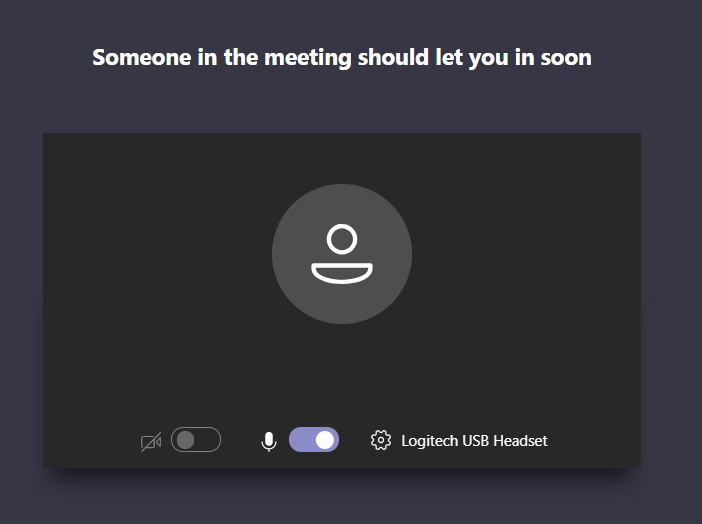 Someone in the meeting should let you in soon
Logitech USB Headset